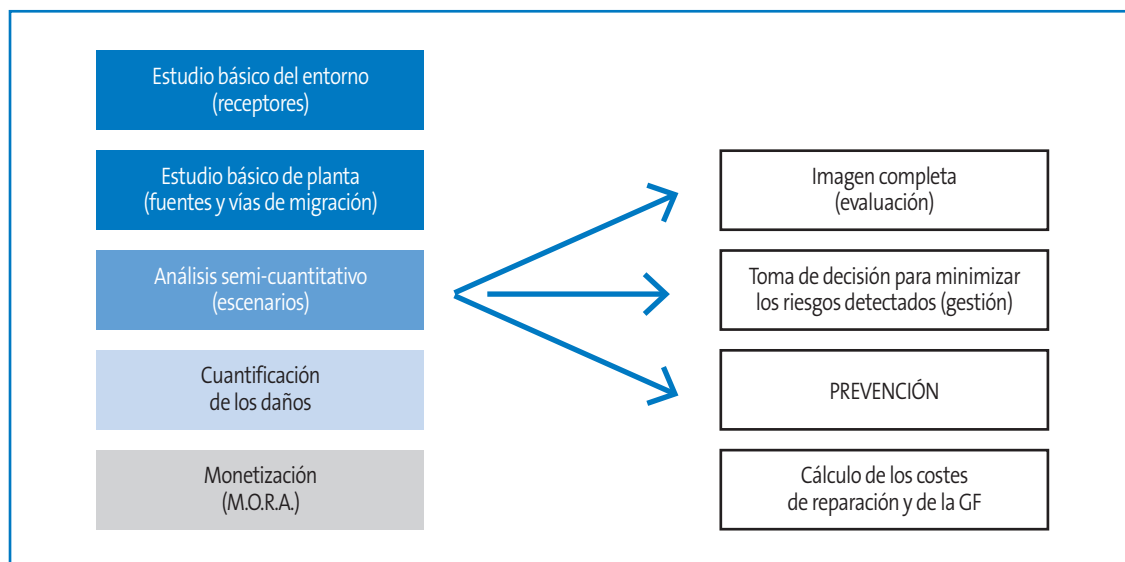 Estudio básico del entorno
(receptores)
Estudio básico de planta
(fuentes y vías de migración)
Análisis semi-cuantitativo
(escenarios)
Cuantificación
de los daños
Monetización
(M.O.R.A.)
Imagen completa
(evaluación)
Toma de decisión para minimizar
los riesgos detectados (gestión)
PREVENCIÓN
Cálculo de los costes
de reparación y de la GF